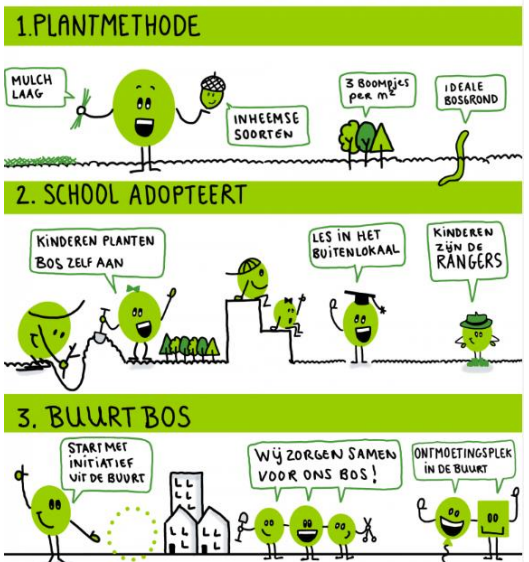 1. PLANTMETHODE
MULCH
LAAG
INHEEMSE
SOORTEN
3 BOOMPJES
per m²
IDEALE
BOSGROND
2. SCHOOL ADOPTEERT
KINDEREN PLANTEN
BOS ZELF AAN
LES IN HET
BUITENLOKAAL
KINDEREN
ZIJN DE
RANGERS
3. BUURT BOS
START MET
INITIATIEF
UIT DE BUURT
WIJ ZORGEN SAMEN
VOOR ONS BOS!
ONTMOETINGSPLEK
IN DE BUURT